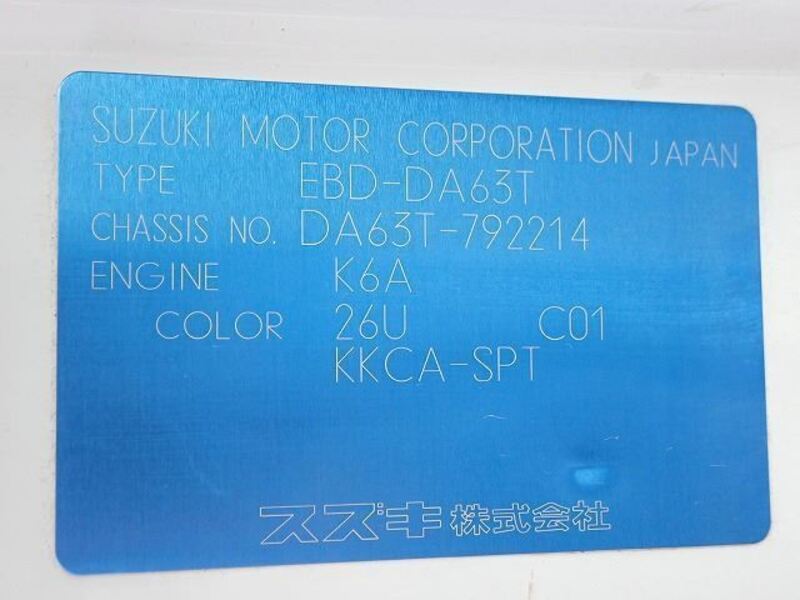 SUZUKI MOTOR CORPORATION JAPAN
TYPE EBD-DA63T
CHASSIS NO. DA63T-792214
ENGINE K6A
COLOR 26U C01
KKCA-SPT
スズキ株式会社